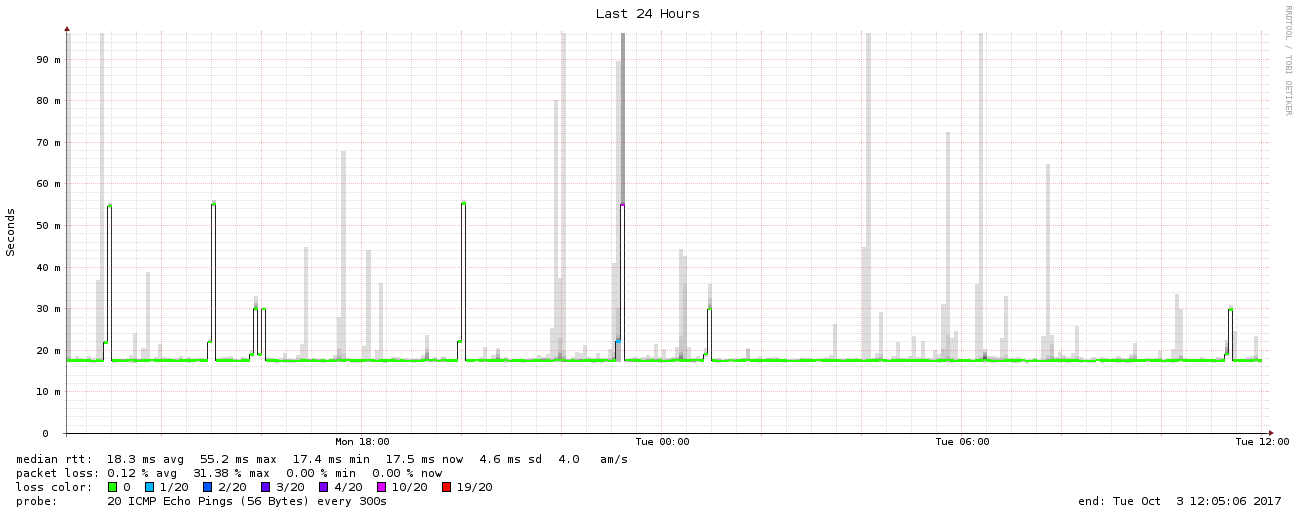 Last 24 Hours
RRDTOOL / TOBI OETIKER
Seconds
90 m
80 m
70 m
60 m
50 m
40 m
30 m
20 m
10 m
0
Mon 18:00 Tue 00:00 Tue 06:00 Tue 12:00
median rtt: 18.3 ms avg 55.2 ms max 17.4 ms min 17.5 ms now 4.6 ms sd 4.0 am/s
packet loss: 0.12 % avg 31.38 % max 0.00 % min 0.00 % now
loss color: 0 1/20 2/20 3/20 4/20 10/20 19/20
probe: 20 ICMP Echo Pings (56 Bytes) every 300s end: Tue Oct 3 12:05:06 2017